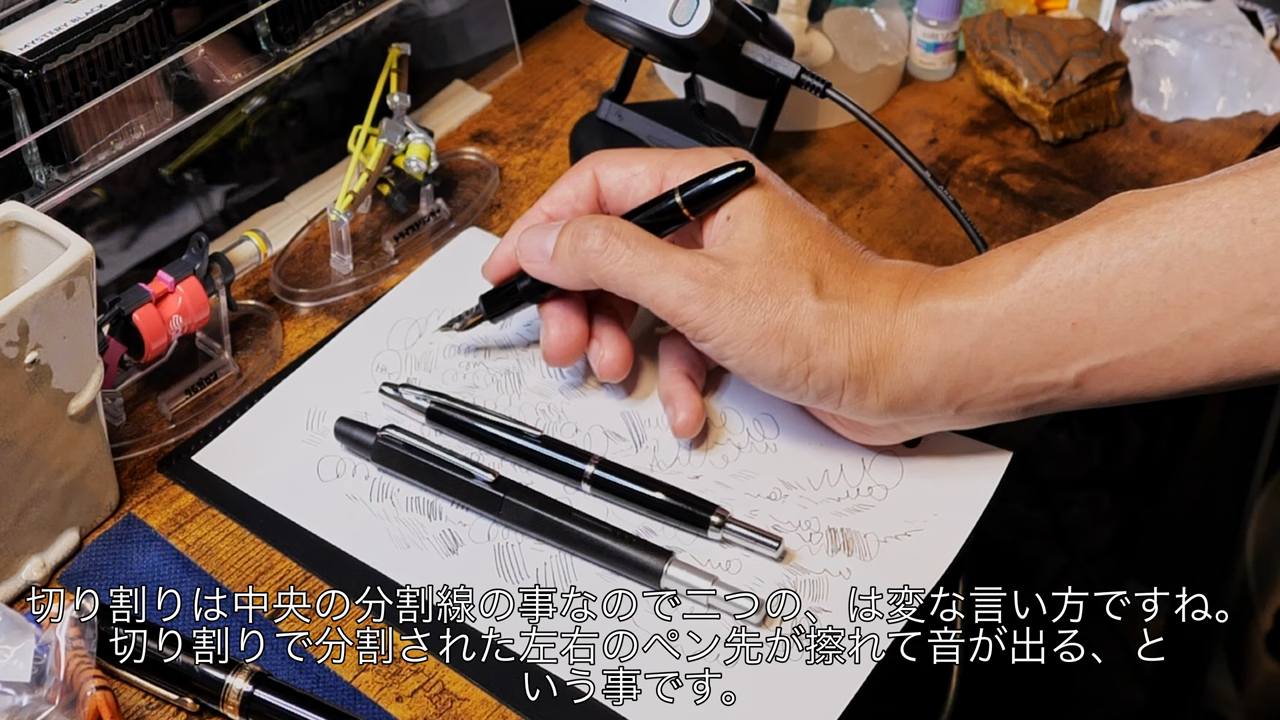 MYSTERY BLACK
切り割りは中央の分割線の事なので二つの、は変な言い方ですね。
切り割りで分割された左右のペン先が擦れて音が出る、と
いう事です。